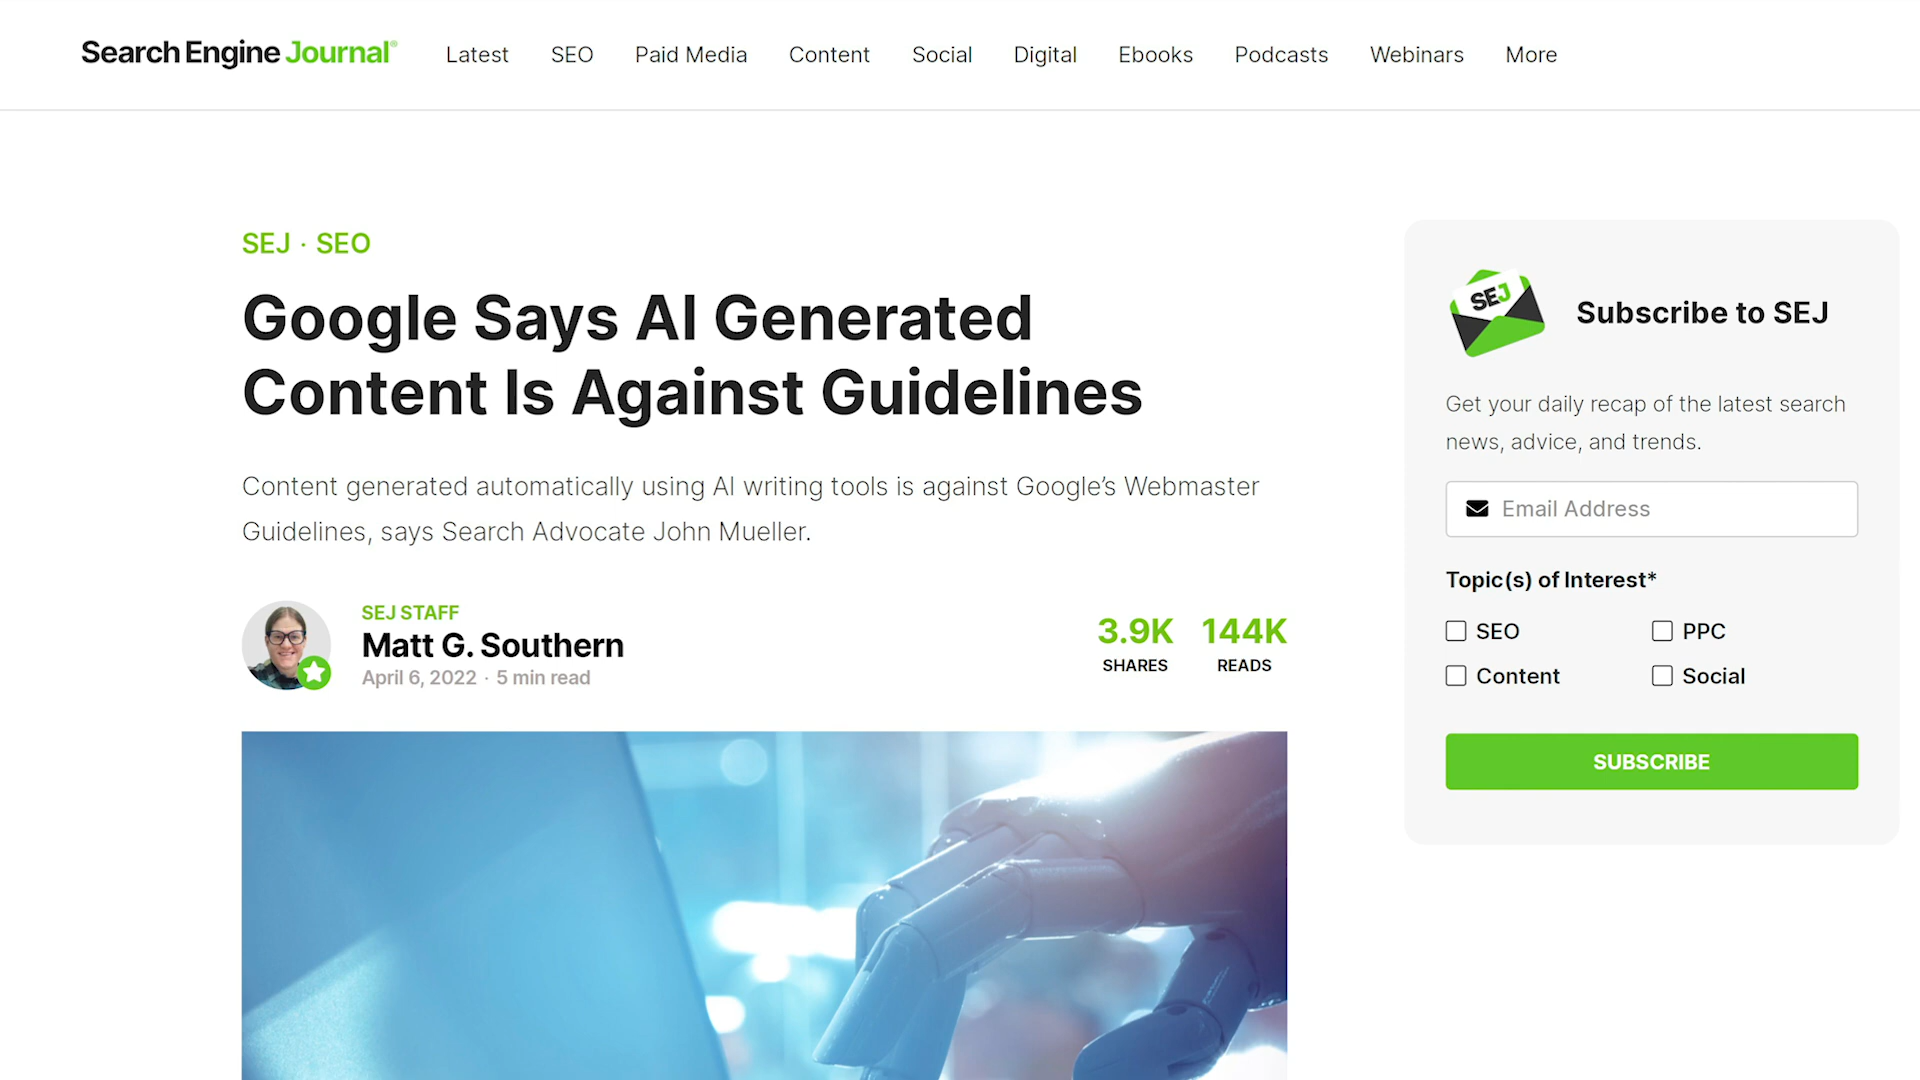 Search Engine Journal®
Latest
SEO
Paid Media
Content
Social
Digital
Ebooks
Podcasts
Webinars
More
SEJ · SEO
Google Says AI Generated
Content Is Against Guidelines
Content generated automatically using AI writing tools is against Google’s Webmaster
Guidelines, says Search Advocate John Mueller.
SEJ STAFF
Matt G. Southern
April 6, 2022 · 5 min read
3.9K
SHARES
144K
READS
SEJ
Subscribe to SEJ
Get your daily recap of the latest search
news, advice, and trends.
Email Address
Topic(s) of Interest*
SEO
PPC
Content
Social
SUBSCRIBE